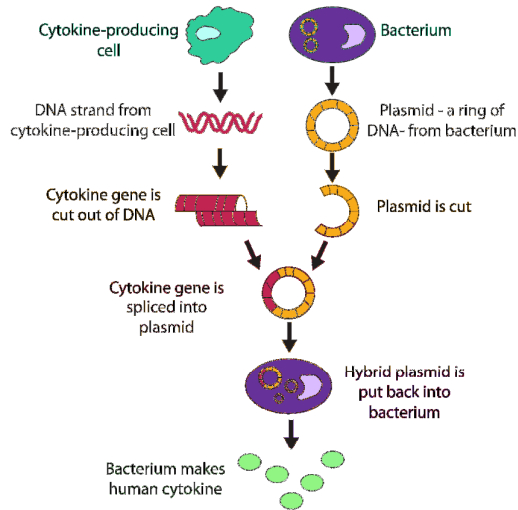 Cytokine-producing
cell
Bacterium
DNA strand from
cytokine-producing cell
Plasmid - a ring of
DNA- from bacterium
Cytokine gene is
cut out of DNA
Plasmid is cut
Cytokine gene is
spliced into
plasmid
Hybrid plasmid is
put back into
bacterium
Bacterium makes
human cytokine